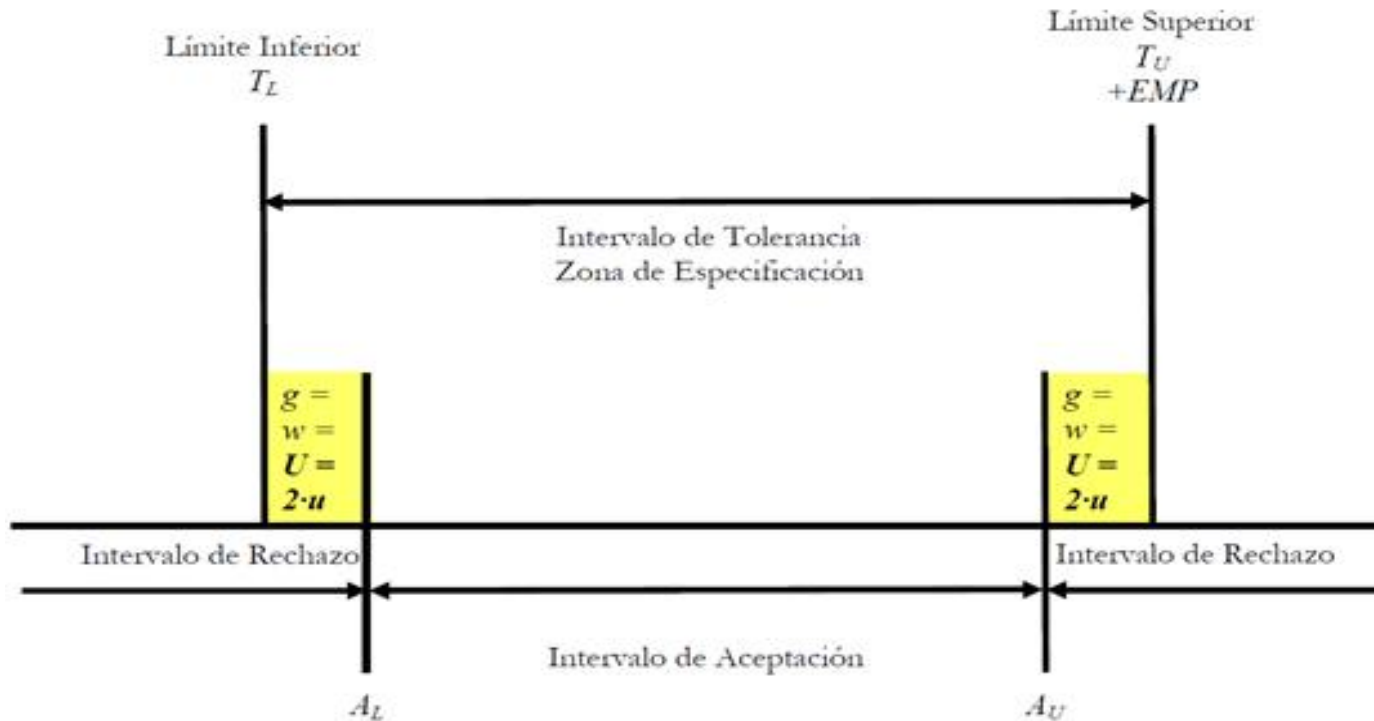 Límite Inferior
T_L
Límite Superior
T_U
+EMP
Intervalo de Tolerancia
Zona de Especificación
g =
w =
U =
2·u
g =
w =
U =
2·u
Intervalo de Rechazo
Intervalo de Rechazo
Intervalo de Aceptación
A_L
A_U